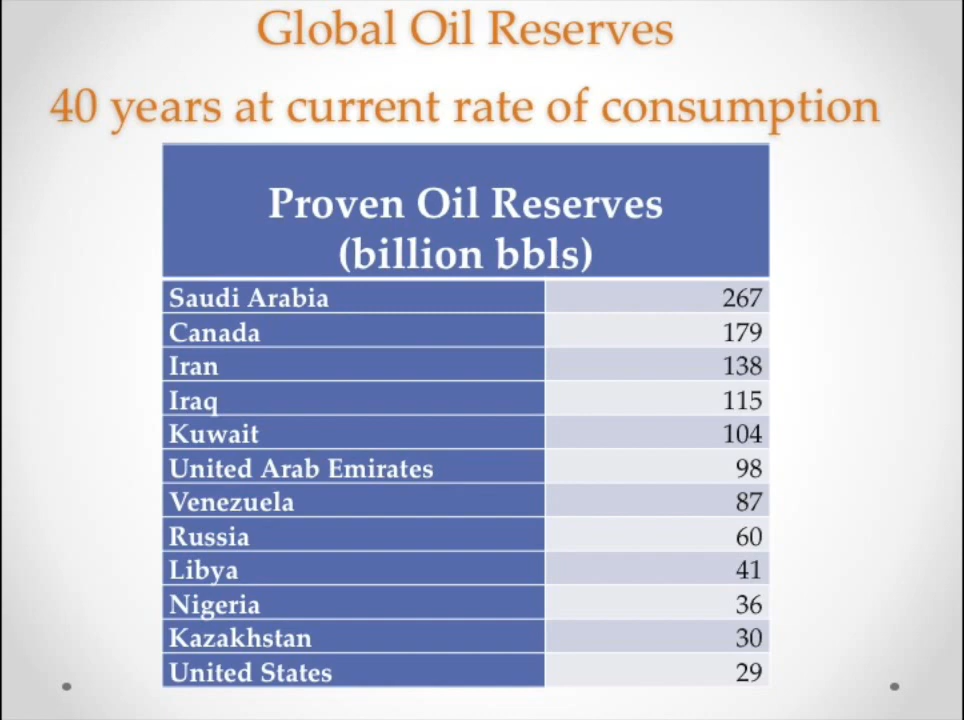 Global Oil Reserves
40 years at current rate of consumption
Proven Oil Reserves
(billion bbls)
Saudi Arabia 267
Canada 179
Iran 138
Iraq 115
Kuwait 104
United Arab Emirates 98
Venezuela 87
Russia 60
Libya 41
Nigeria 36
Kazakhstan 30
United States 29